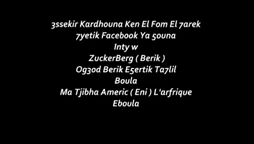 3ssekir Kardhouna Ken El Fom El 7arek
7yetik Facebook Ya 5ouna
Inty w
ZuckerBerg ( Berik )
Og3od Berik E5ertik Ta7lil
Boula
Ma Tjibha Americ ( Eni ) L'arfrique
Eboula